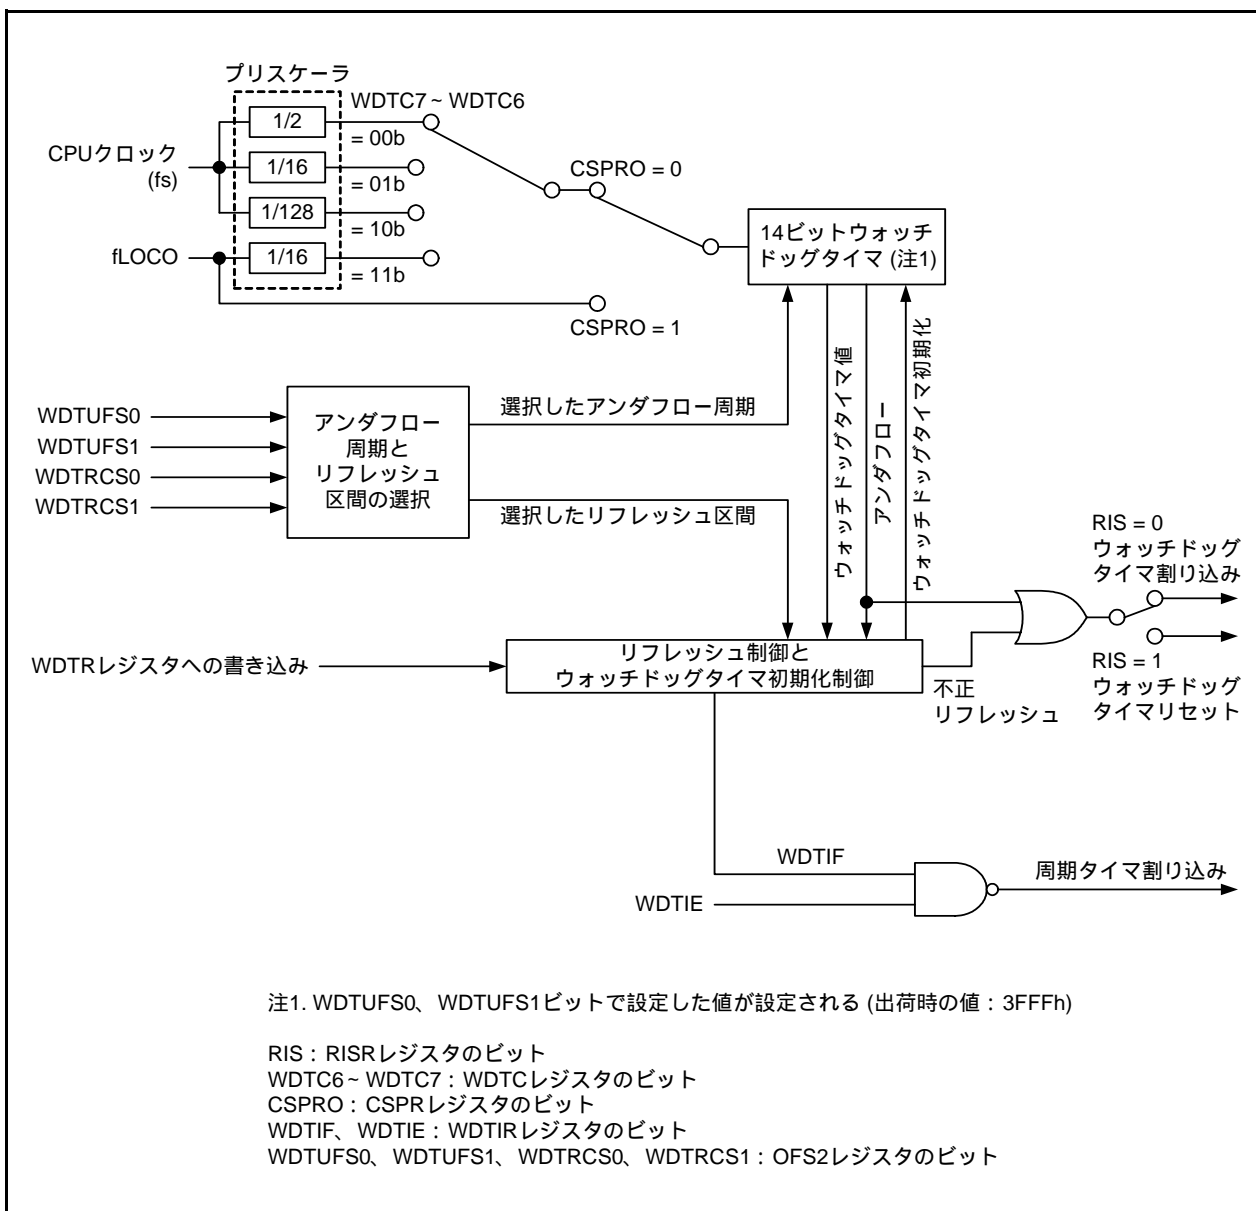 プリスケーラ
WDTC7～WDTC6
1/2
= 00b
CPUクロック
(fs)
1/16
= 01b
CSPRO = 0
1/128
= 10b
fLOCO
1/16
= 11b
CSPRO = 1
14ビットウォッチ
ドッグタイマ (注1)
WDTUFS0
WDTUFS1
WDTRCS0
WDTRCS1
アンダフロー
周期と
リフレッシュ
区間の選択
選択したアンダフロー周期
選択したリフレッシュ区間
ウォッチドッグタイマ値
アンダフロー
ウォッチドッグタイマ初期化
RIS = 0
ウォッチドッグ
タイマ割り込み
WDTRレジスタへの書き込み
リフレッシュ制御と
ウォッチドッグタイマ初期化制御
不正
リフレッシュ
RIS = 1
ウォッチドッグ
タイマリセット
WDTIF
WDTIE
周期タイマ割り込み
注1. WDTUFS0、WDTUFS1ビットで設定した値が設定される (出荷時の値：3FFFh)
RIS：RISRレジスタのビット
WDTC6～WDTC7：WDTCレジスタのビット
CSPRO：CSPRレジスタのビット
WDTIF、WDTIE：WDTIRレジスタのビット
WDTUFS0、WDTUFS1、WDTRCS0、WDTRCS1：OFS2レジスタのビット